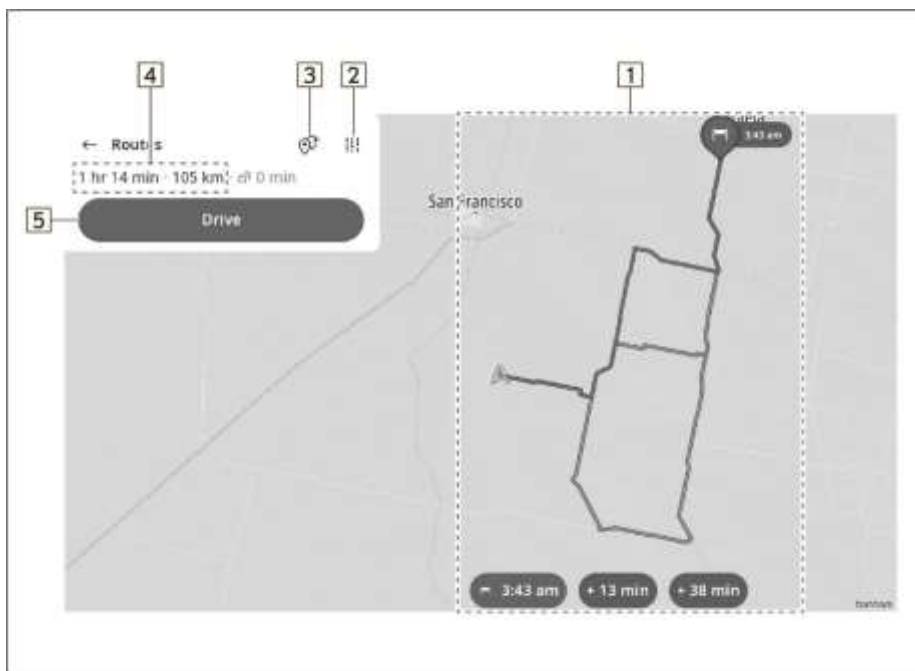 4
3
2
1
← Routes
3:43 am
1 hr 14 min · 105 km 0 min
5
Drive
San Francisco
3:43 am
+ 13 min
+ 38 min